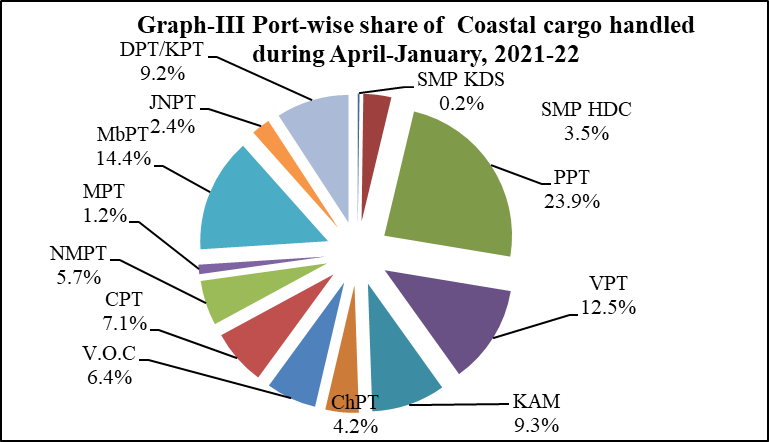 Graph-III Port-wise share of Coastal cargo handled
during April-January, 2021-22
SMP KDS
0.2%
SMP HDC
3.5%
PPT
23.9%
VPT
12.5%
KAM
9.3%
ChPT
4.2%
V.O.C
6.4%
CPT
7.1%
NMPT
5.7%
MPT
1.2%
MbPT
14.4%
JNPT
2.4%
DPT/KPT
9.2%